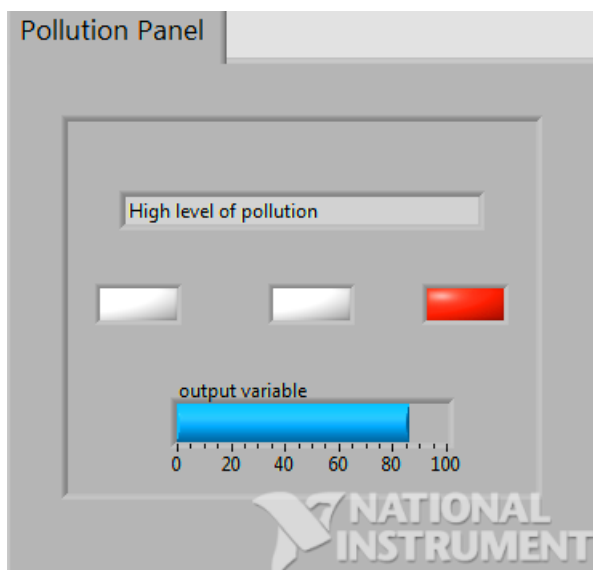 Pollution Panel
High level of pollution
output variable
0 20 40 60 80 100
NATIONAL
INSTRUMENT